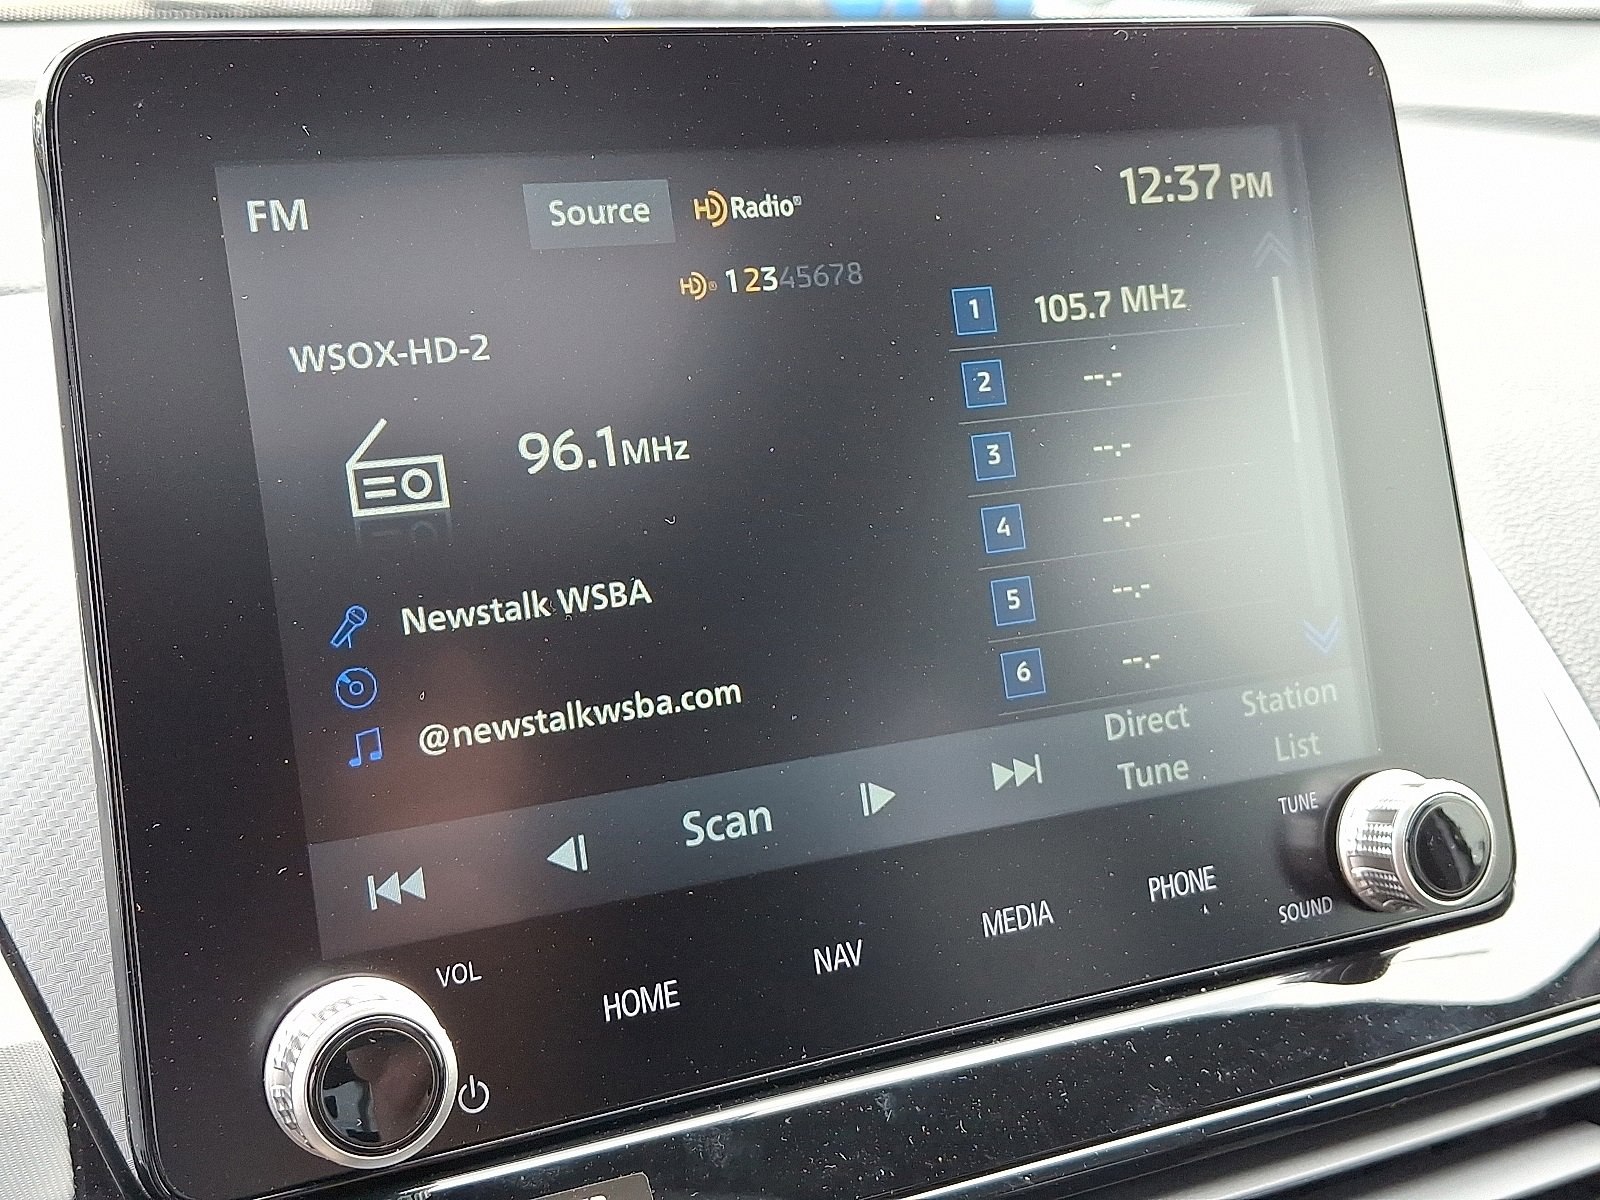 FM
Source
HD Radio®
12:37 PM
HD® 12345678
WSOX-HD-2
96.1MHz
Newstalk WSBA
@newstalkwsba.com
1 105.7 MHz
2 --.-
3 --.-
4 --.-
5 --.-
6 --.-
Scan
Direct
Tune
Station
List
VOL
HOME
NAV
MEDIA
PHONE
TUNE
SOUND